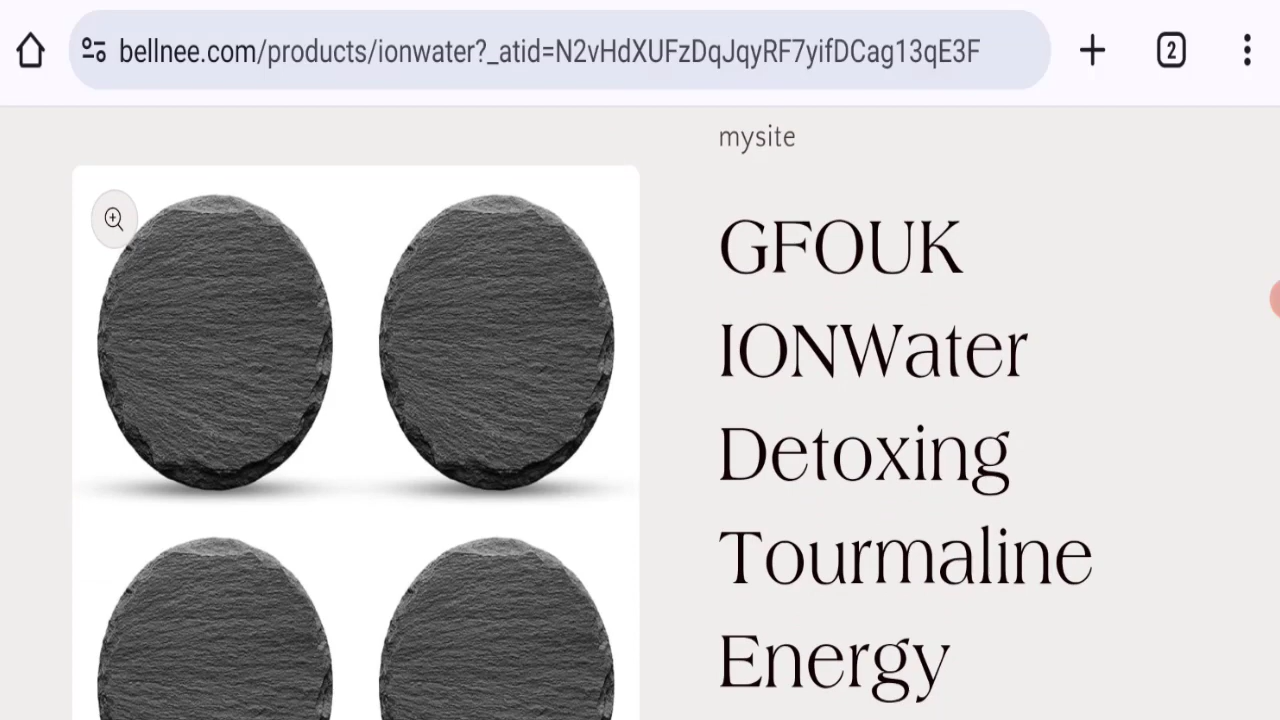 bellnee.com/products/ionwater?_atid=N2vHdXUFzDqJqyRF7yifDCag13qE3F
2
mysite
GFOUK
IONWater
Detoxing
Tourmaline
Energy